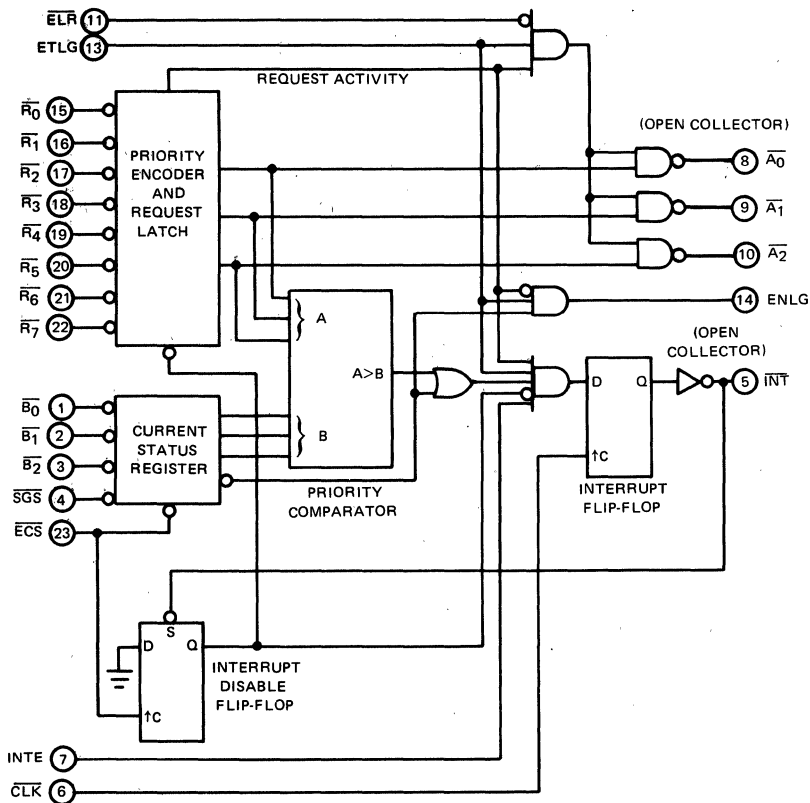 ELR 11
ETLG 13
REQUEST ACTIVITY
R0 15
R1 16
R2 17
R3 18
R4 19
R5 20
R6 21
R7 22
PRIORITY
ENCODER
AND
REQUEST
LATCH
(OPEN COLLECTOR)
8 A0
9 A1
10 A2
14 ENLG
(OPEN
COLLECTOR)
5 INT
A
A>B
B
PRIORITY
COMPARATOR
D Q
↑C
INTERRUPT
FLIP-FLOP
B0 1
B1 2
B2 3
SGS 4
ECS 23
CURRENT
STATUS
REGISTER
S
D Q
↑C
INTERRUPT
DISABLE
FLIP-FLOP
INTE 7
CLK 6